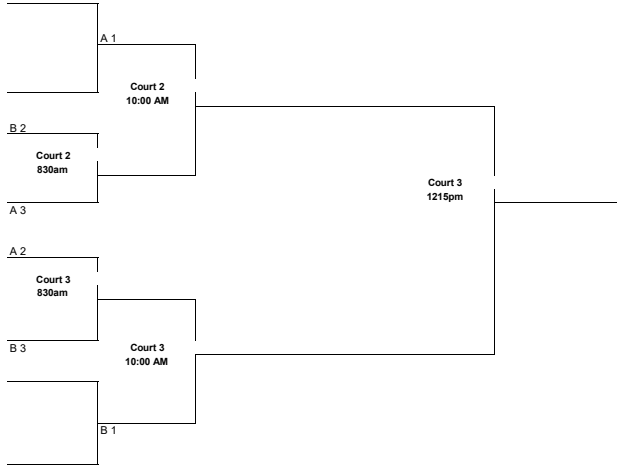 A 1
Court 2
10:00 AM
B 2
Court 2
830am
A 3
Court 3
1215pm
A 2
Court 3
830am
B 3
Court 3
10:00 AM
B 1